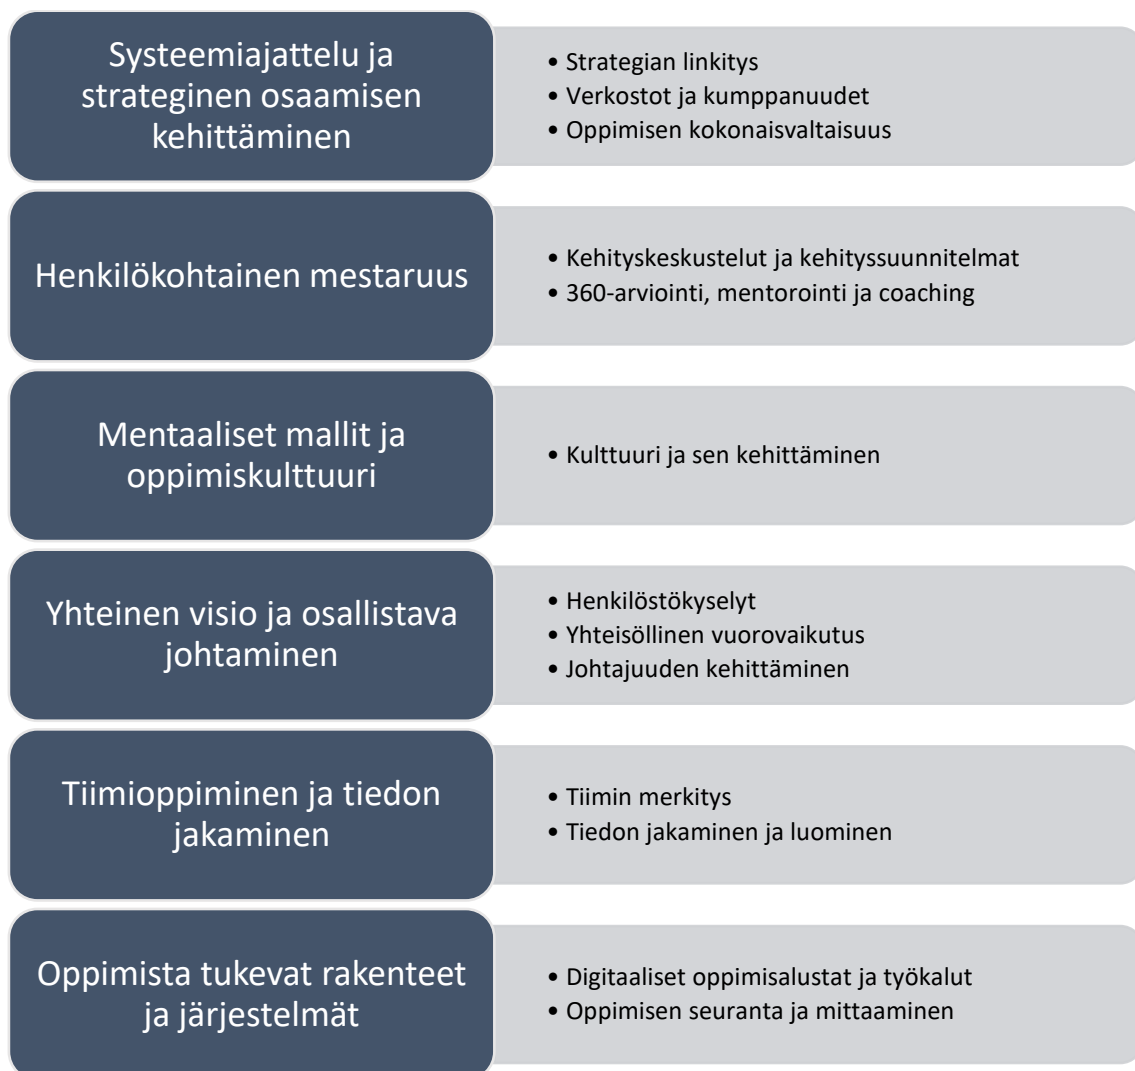 Systeemiajattelu ja
strateginen osaamisen
kehittäminen
• Strategian linkitys
• Verkostot ja kumppanuudet
• Oppimisen kokonaisvaltaisuus
Henkilökohtainen mestaruus
• Kehityskeskustelut ja kehityssuunnitelmat
• 360-arviointi, mentorointi ja coaching
Mentaaliset mallit ja
oppimiskulttuuri
• Kulttuuri ja sen kehittäminen
Yhteinen visio ja osallistava
johtaminen
• Henkilöstökyselyt
• Yhteisöllinen vuorovaikutus
• Johtajuuden kehittäminen
Tiimioppiminen ja tiedon
jakaminen
• Tiimin merkitys
• Tiedon jakaminen ja luominen
Oppimista tukevat rakenteet
ja järjestelmät
• Digitaaliset oppimisalustat ja työkalut
• Oppimisen seuranta ja mittaaminen